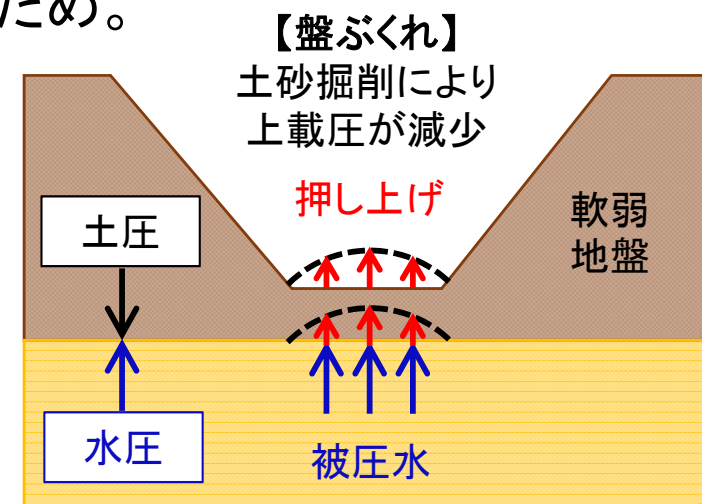 ため。
【盤ぶくれ】
土砂掘削により
上載圧が減少
押し上げ
土圧
軟弱
地盤
水圧
被圧水